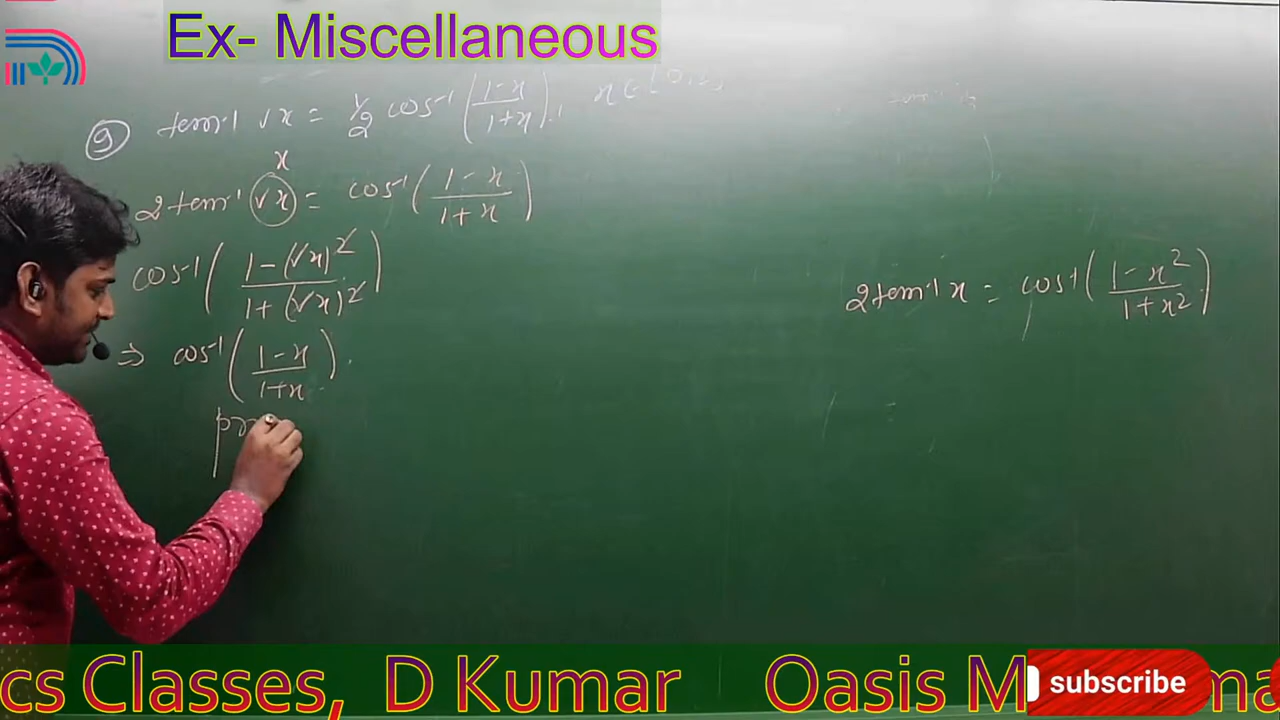 Ex- Miscellaneous
9 tan⁻¹ √x = 1/2 cos⁻¹ (1-x / 1+x), x ∈ [0,1]
x
2 tan⁻¹ √x = cos⁻¹ (1-x / 1+x)
cos⁻¹ (1-(√x)² / 1+(√x)²)
⇒ cos⁻¹ (1-x / 1+x).
2 tan⁻¹ x = cos⁻¹ (1-x² / 1+x²)
cs Classes, D Kumar Oasis M
subscribe